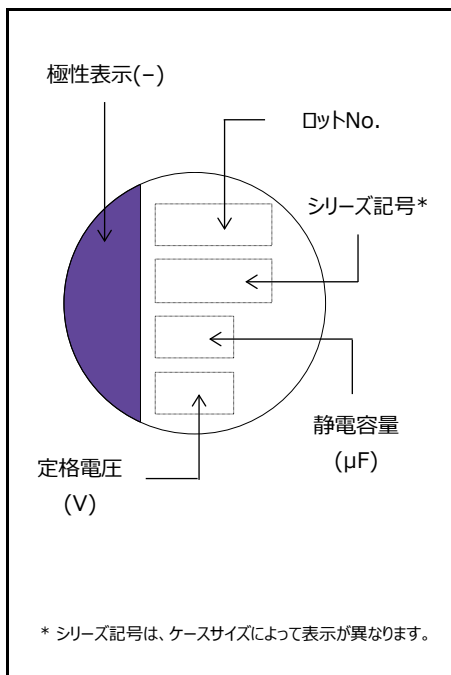 極性表示(−)
ロットNo.
シリーズ記号*
静電容量
(μF)
定格電圧
(V)
* シリーズ記号は、ケースサイズによって表示が異なります。